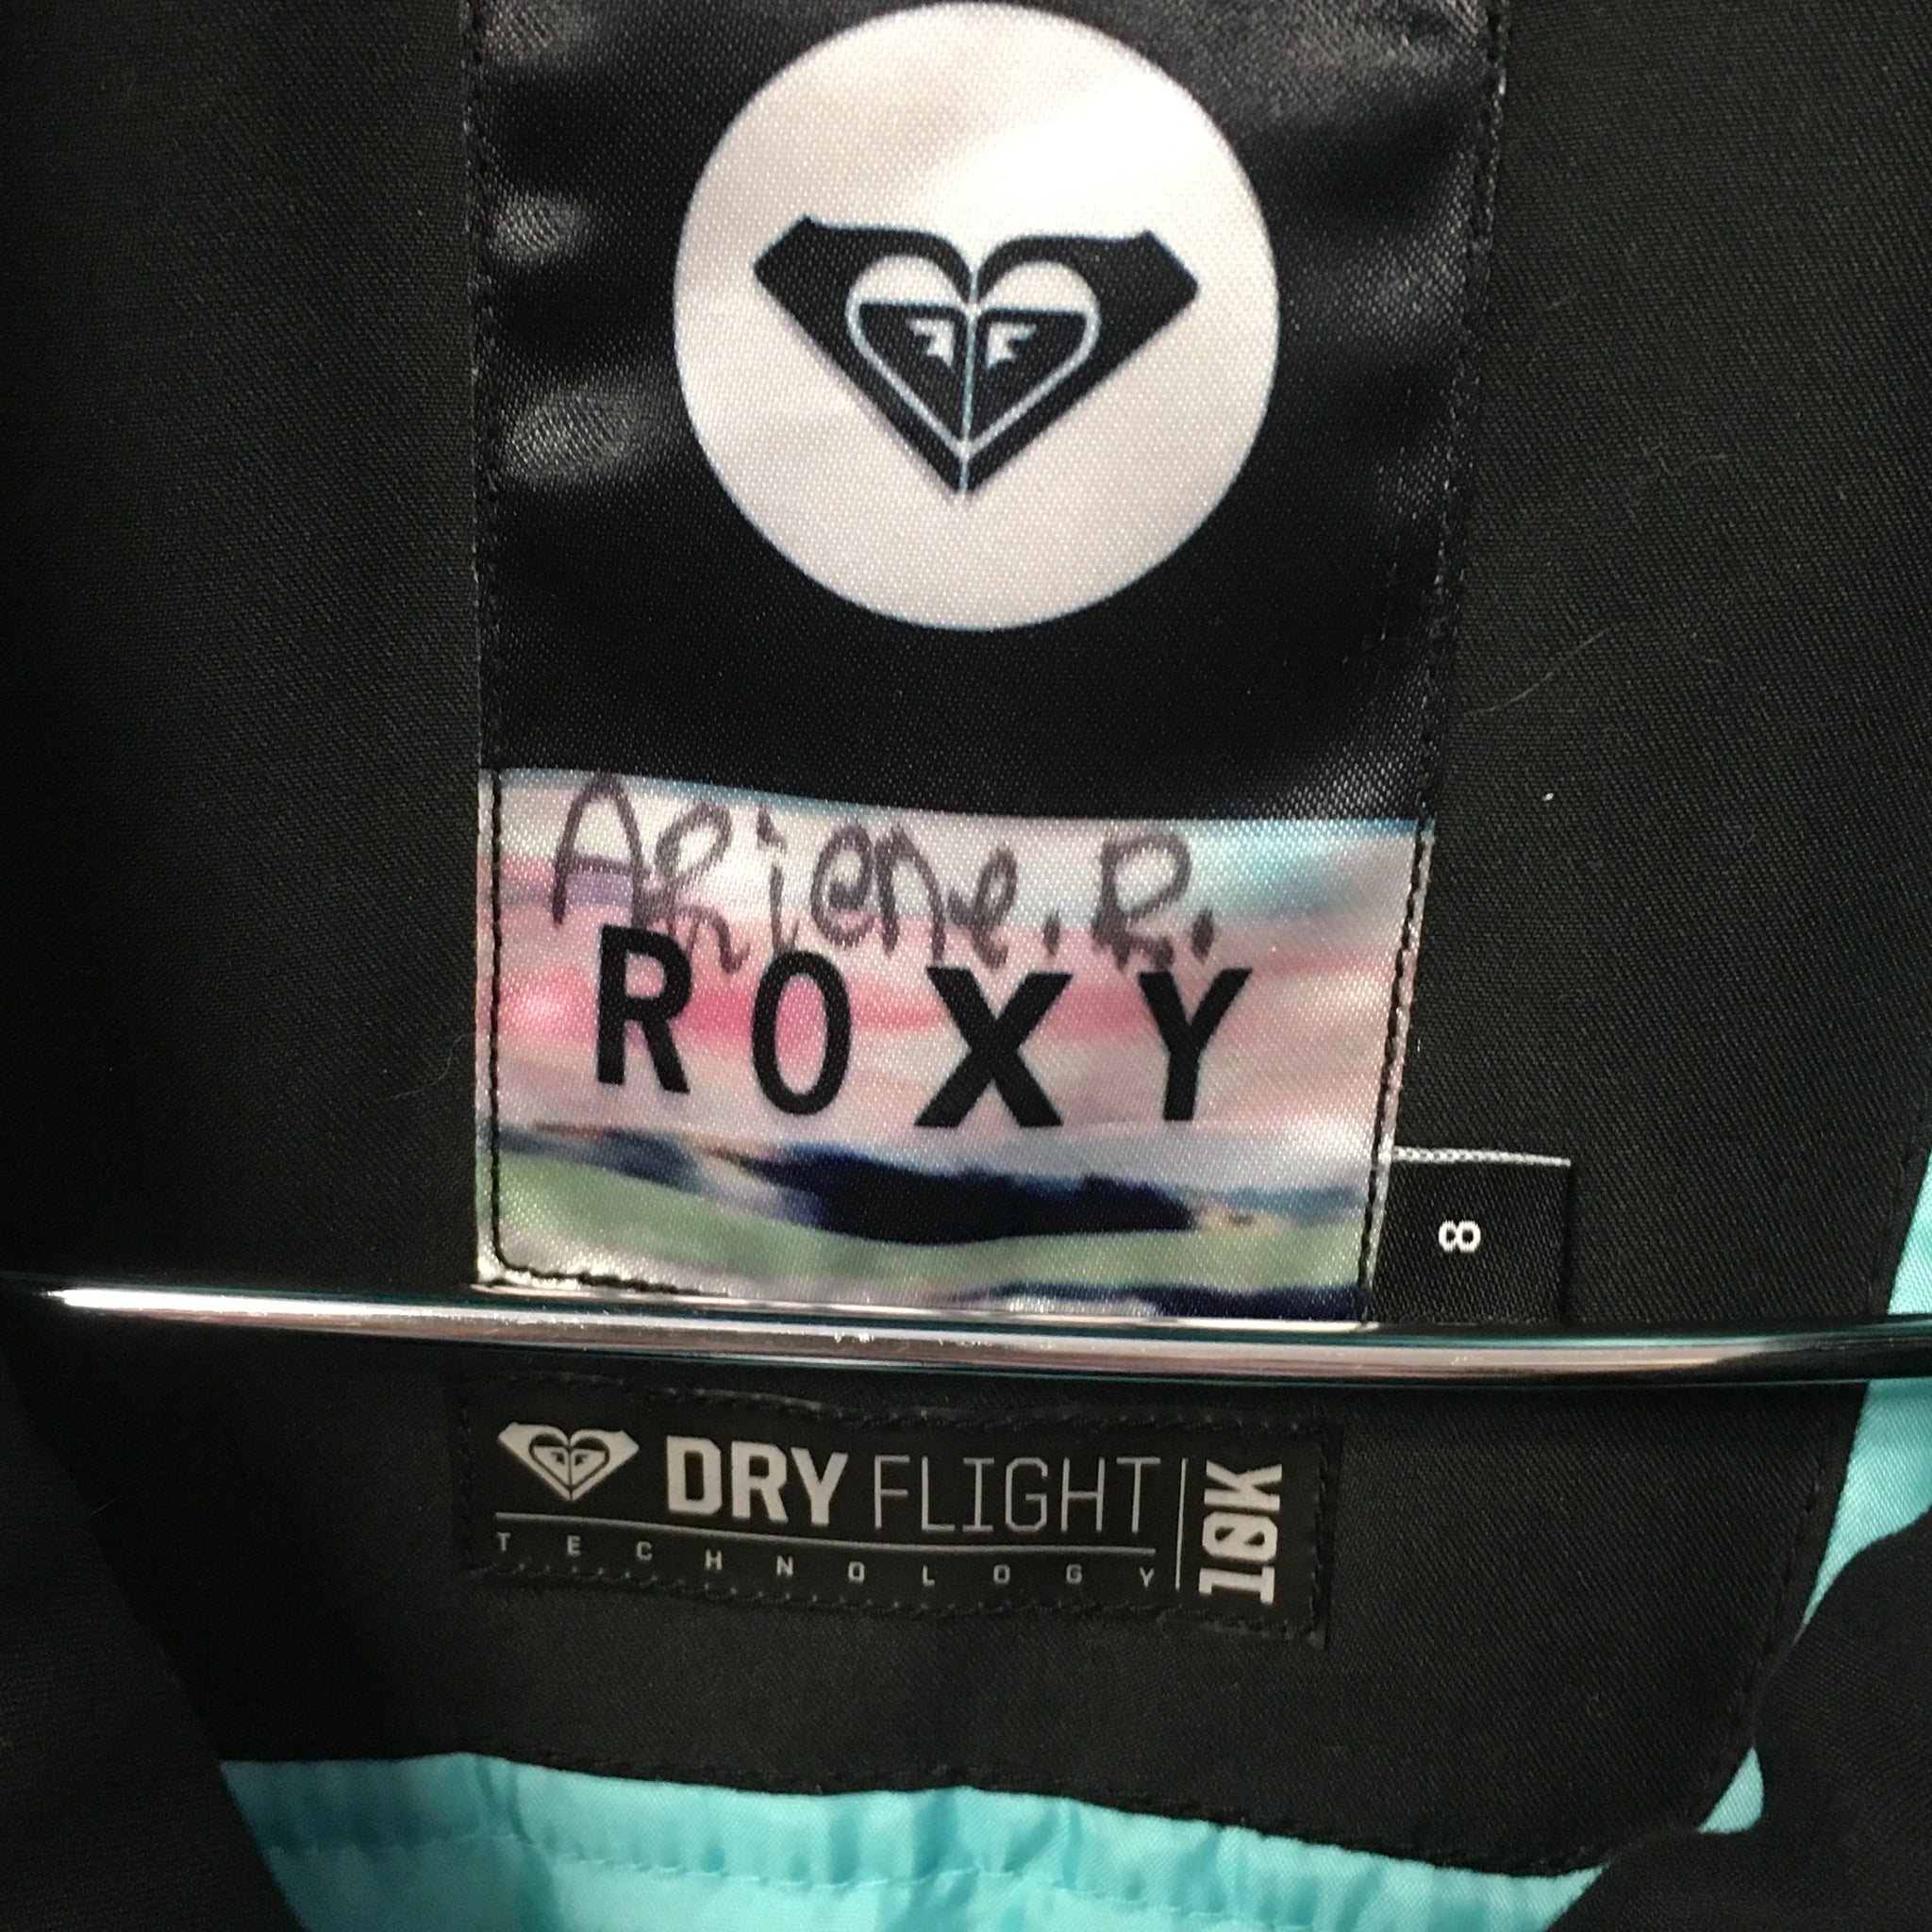 Ariene.R.
ROXY
8
DRY FLIGHT 10K
TECHNOLOGY